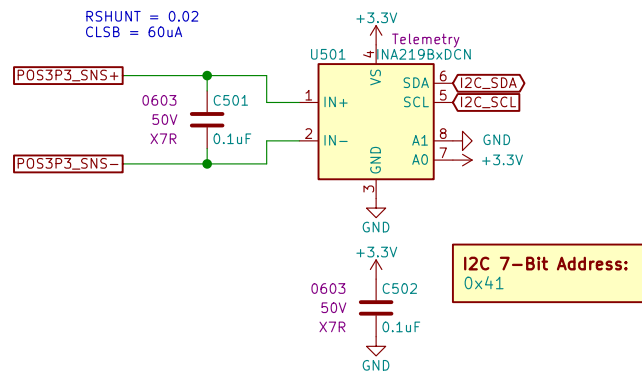 RSHUNT = 0.02
CLSB = 60uA
+3.3V
Telemetry
U501
INA219BxDCN
4
VS
POS3P3_SNS+
6
SDA
I2C_SDA
0603
C501
1
IN+
5
SCL
I2C_SCL
50V
X7R
0.1uF
2
IN-
8
A1
GND
POS3P3_SNS-
7
A0
+3.3V
GND
3
GND
+3.3V
I2C 7-Bit Address:
0x41
0603
C502
50V
X7R
0.1uF
GND